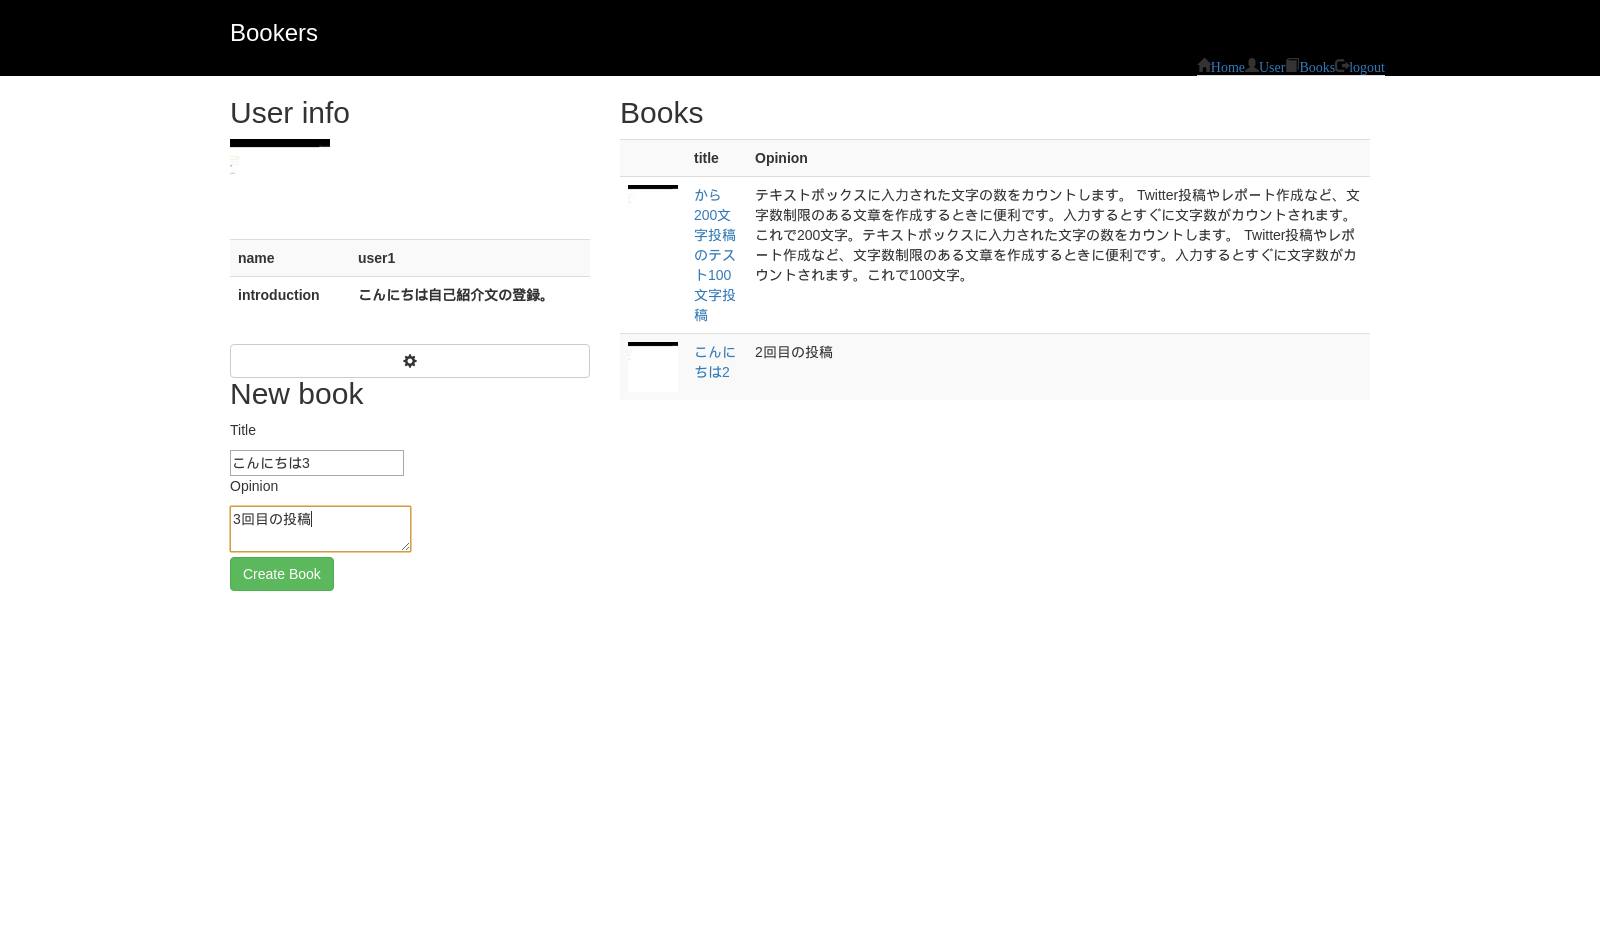 Bookers
Home User Books logout
User info
name user1
introduction こんにちは自己紹介文の登録。
New book
Title
こんにちは3
Opinion
3回目の投稿
Create Book
Books
title Opinion
から
200文
字投稿
のテス
ト100
文字投
稿
テキストボックスに入力された文字の数をカウントします。 Twitter投稿やレポート作成など、文
字数制限のある文章を作成するときに便利です。入力するとすぐに文字数がカウントされます。
これで200文字。テキストボックスに入力された文字の数をカウントします。 Twitter投稿やレポ
ート作成など、文字数制限のある文章を作成するときに便利です。入力するとすぐに文字数がカ
ウントされます。これで100文字。
こんに
ちは2
2回目の投稿